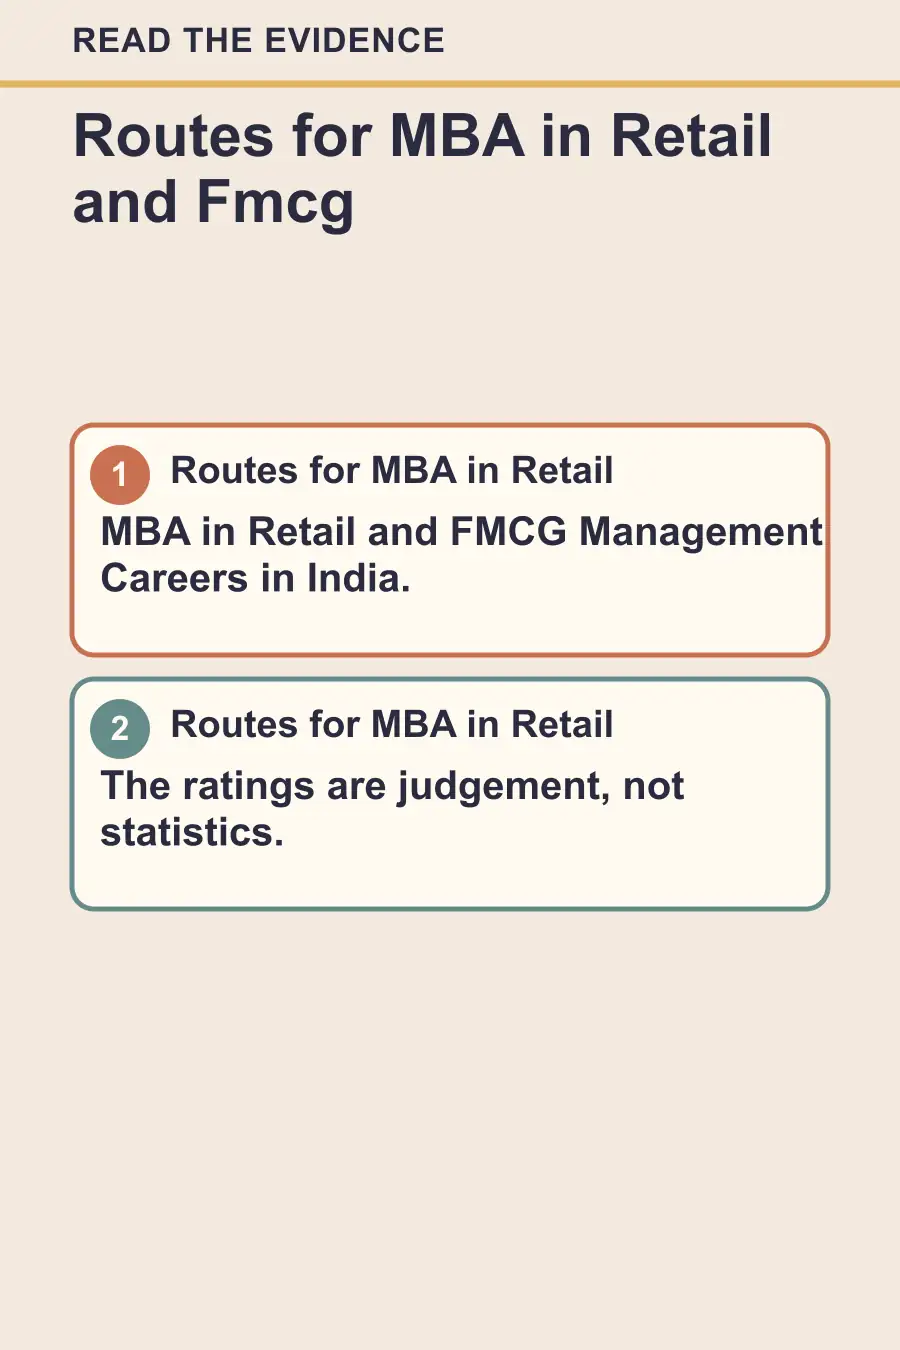 READ THE EVIDENCE
Routes for MBA in Retail
and Fmcg
1 Routes for MBA in Retail
MBA in Retail and FMCG Management
Careers in India.
2 Routes for MBA in Retail
The ratings are judgement, not
statistics.